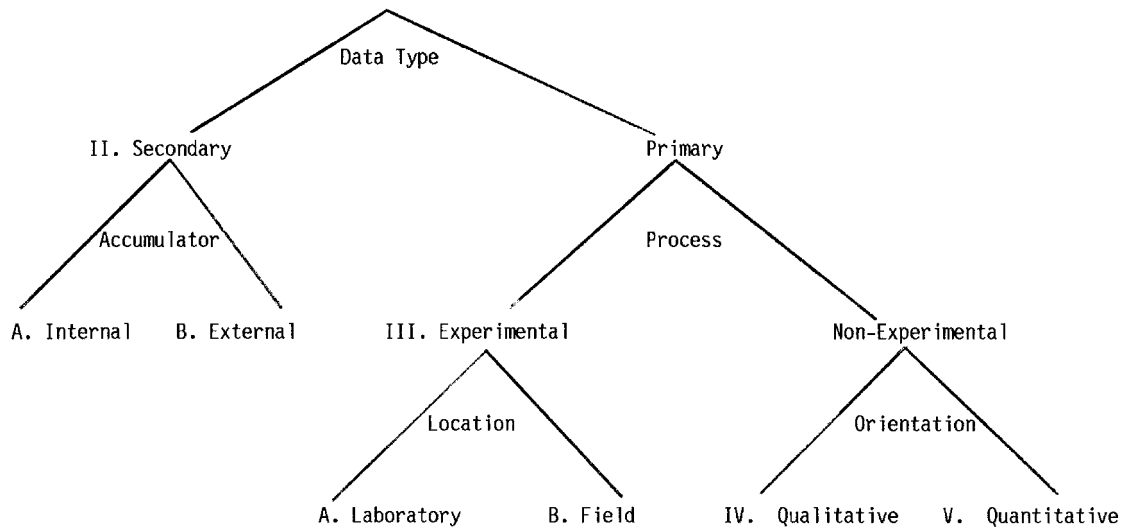 Data Type
II. Secondary Primary
Accumulator Process
A. Internal B. External III. Experimental Non-Experimental
Location Orientation
A. Laboratory B. Field IV. Qualitative V. Quantitative